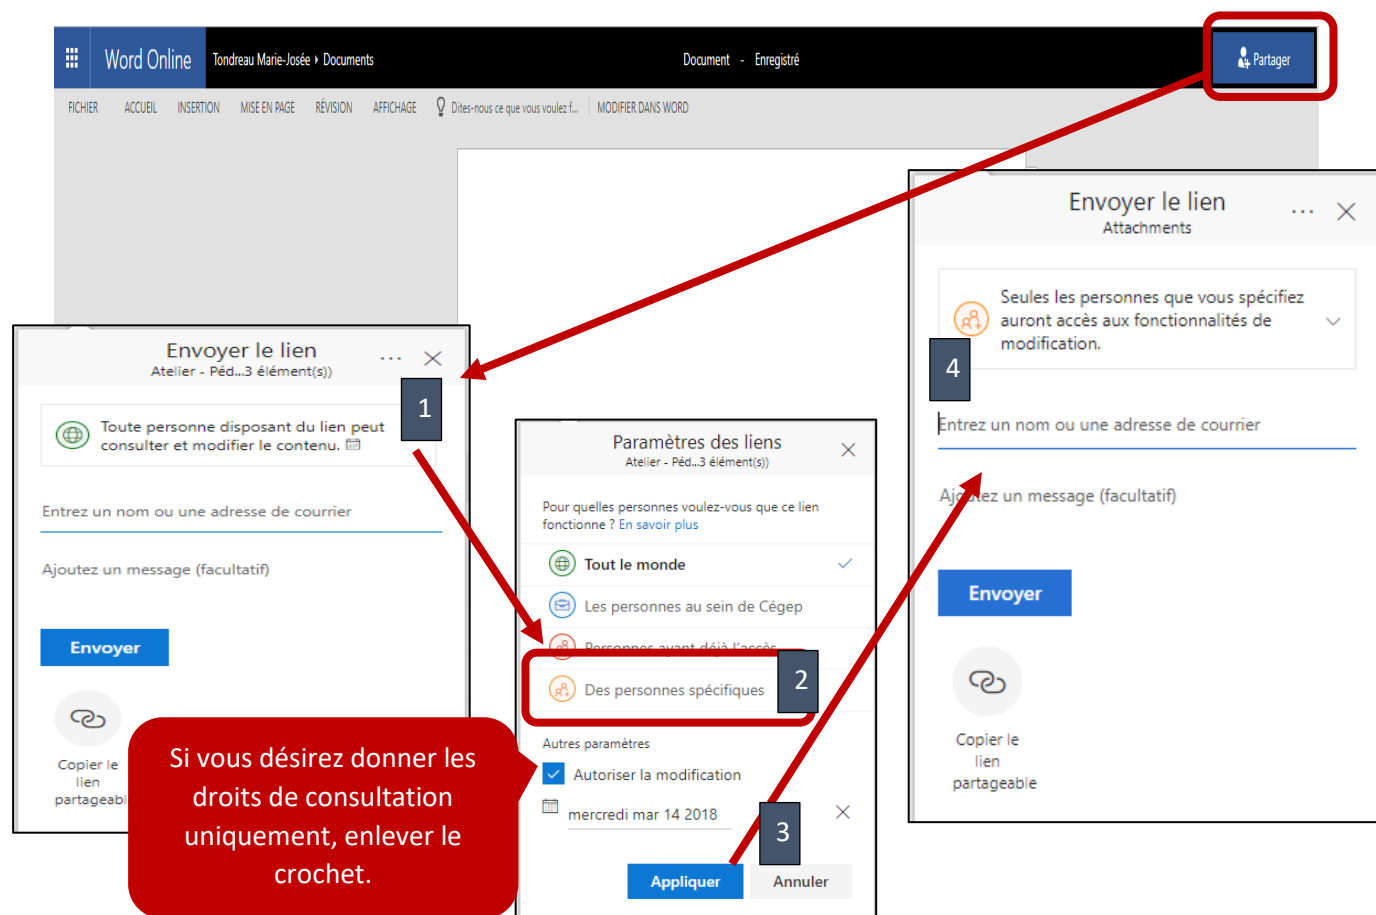 Word Online
Tondreau Marie-Josée ▸ Documents
Document - Enregistré
Partager
FICHIER ACCUEIL INSERTION MISE EN PAGE RÉVISION AFFICHAGE Dites-nous ce que vous voulez f... MODIFIER DANS WORD
Envoyer le lien
Atelier - Péd...3 élément(s))
1
Toute personne disposant du lien peut
consulter et modifier le contenu.
Entrez un nom ou une adresse de courrier
Ajoutez un message (facultatif)
Envoyer
Copier le
lien
partageabl
Si vous désirez donner les
droits de consultation
uniquement, enlever le
crochet.
Paramètres des liens
Atelier - Péd...3 élément(s))
Pour quelles personnes voulez-vous que ce lien
fonctionne ? En savoir plus
Tout le monde
Les personnes au sein de Cégep
Personnes ayant déjà l'accès
Des personnes spécifiques
2
Autres paramètres
Autoriser la modification
mercredi mar 14 2018
3
Appliquer
Annuler
Envoyer le lien
Attachments
Seules les personnes que vous spécifiez
auront accès aux fonctionnalités de
modification.
4
Entrez un nom ou une adresse de courrier
Ajoutez un message (facultatif)
Envoyer
Copier le
lien
partageable